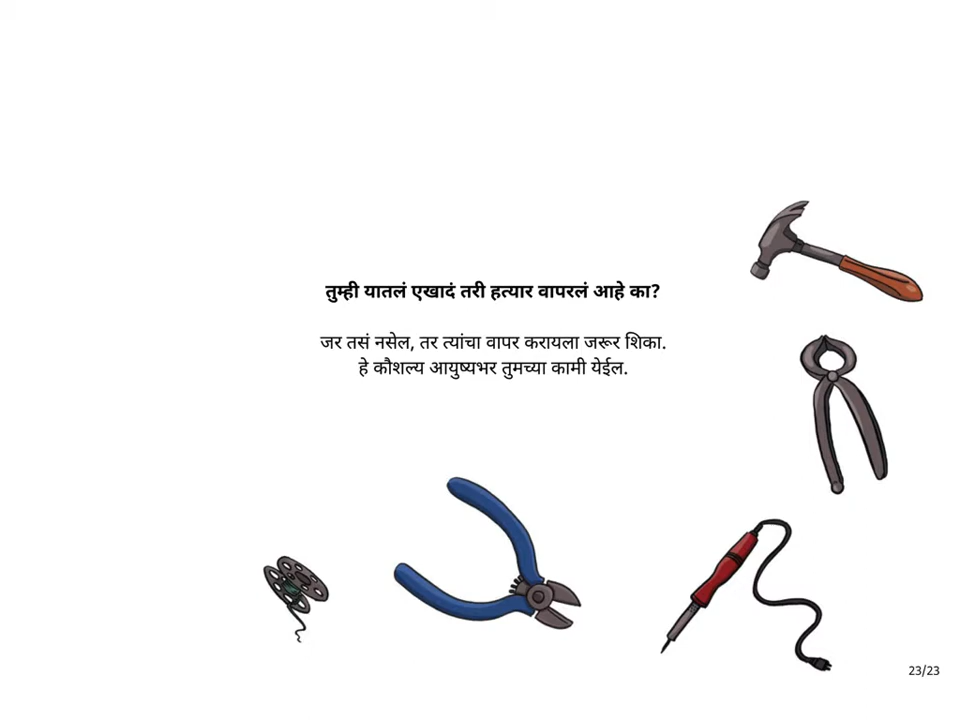 तुम्ही यातलं एखादं तरी हत्यार वापरलं आहे का?
जर तसं नसेल, तर त्यांचा वापर करायला जरूर शिका.
हे कौशल्य आयुष्यभर तुमच्या कामी येईल.
23/23